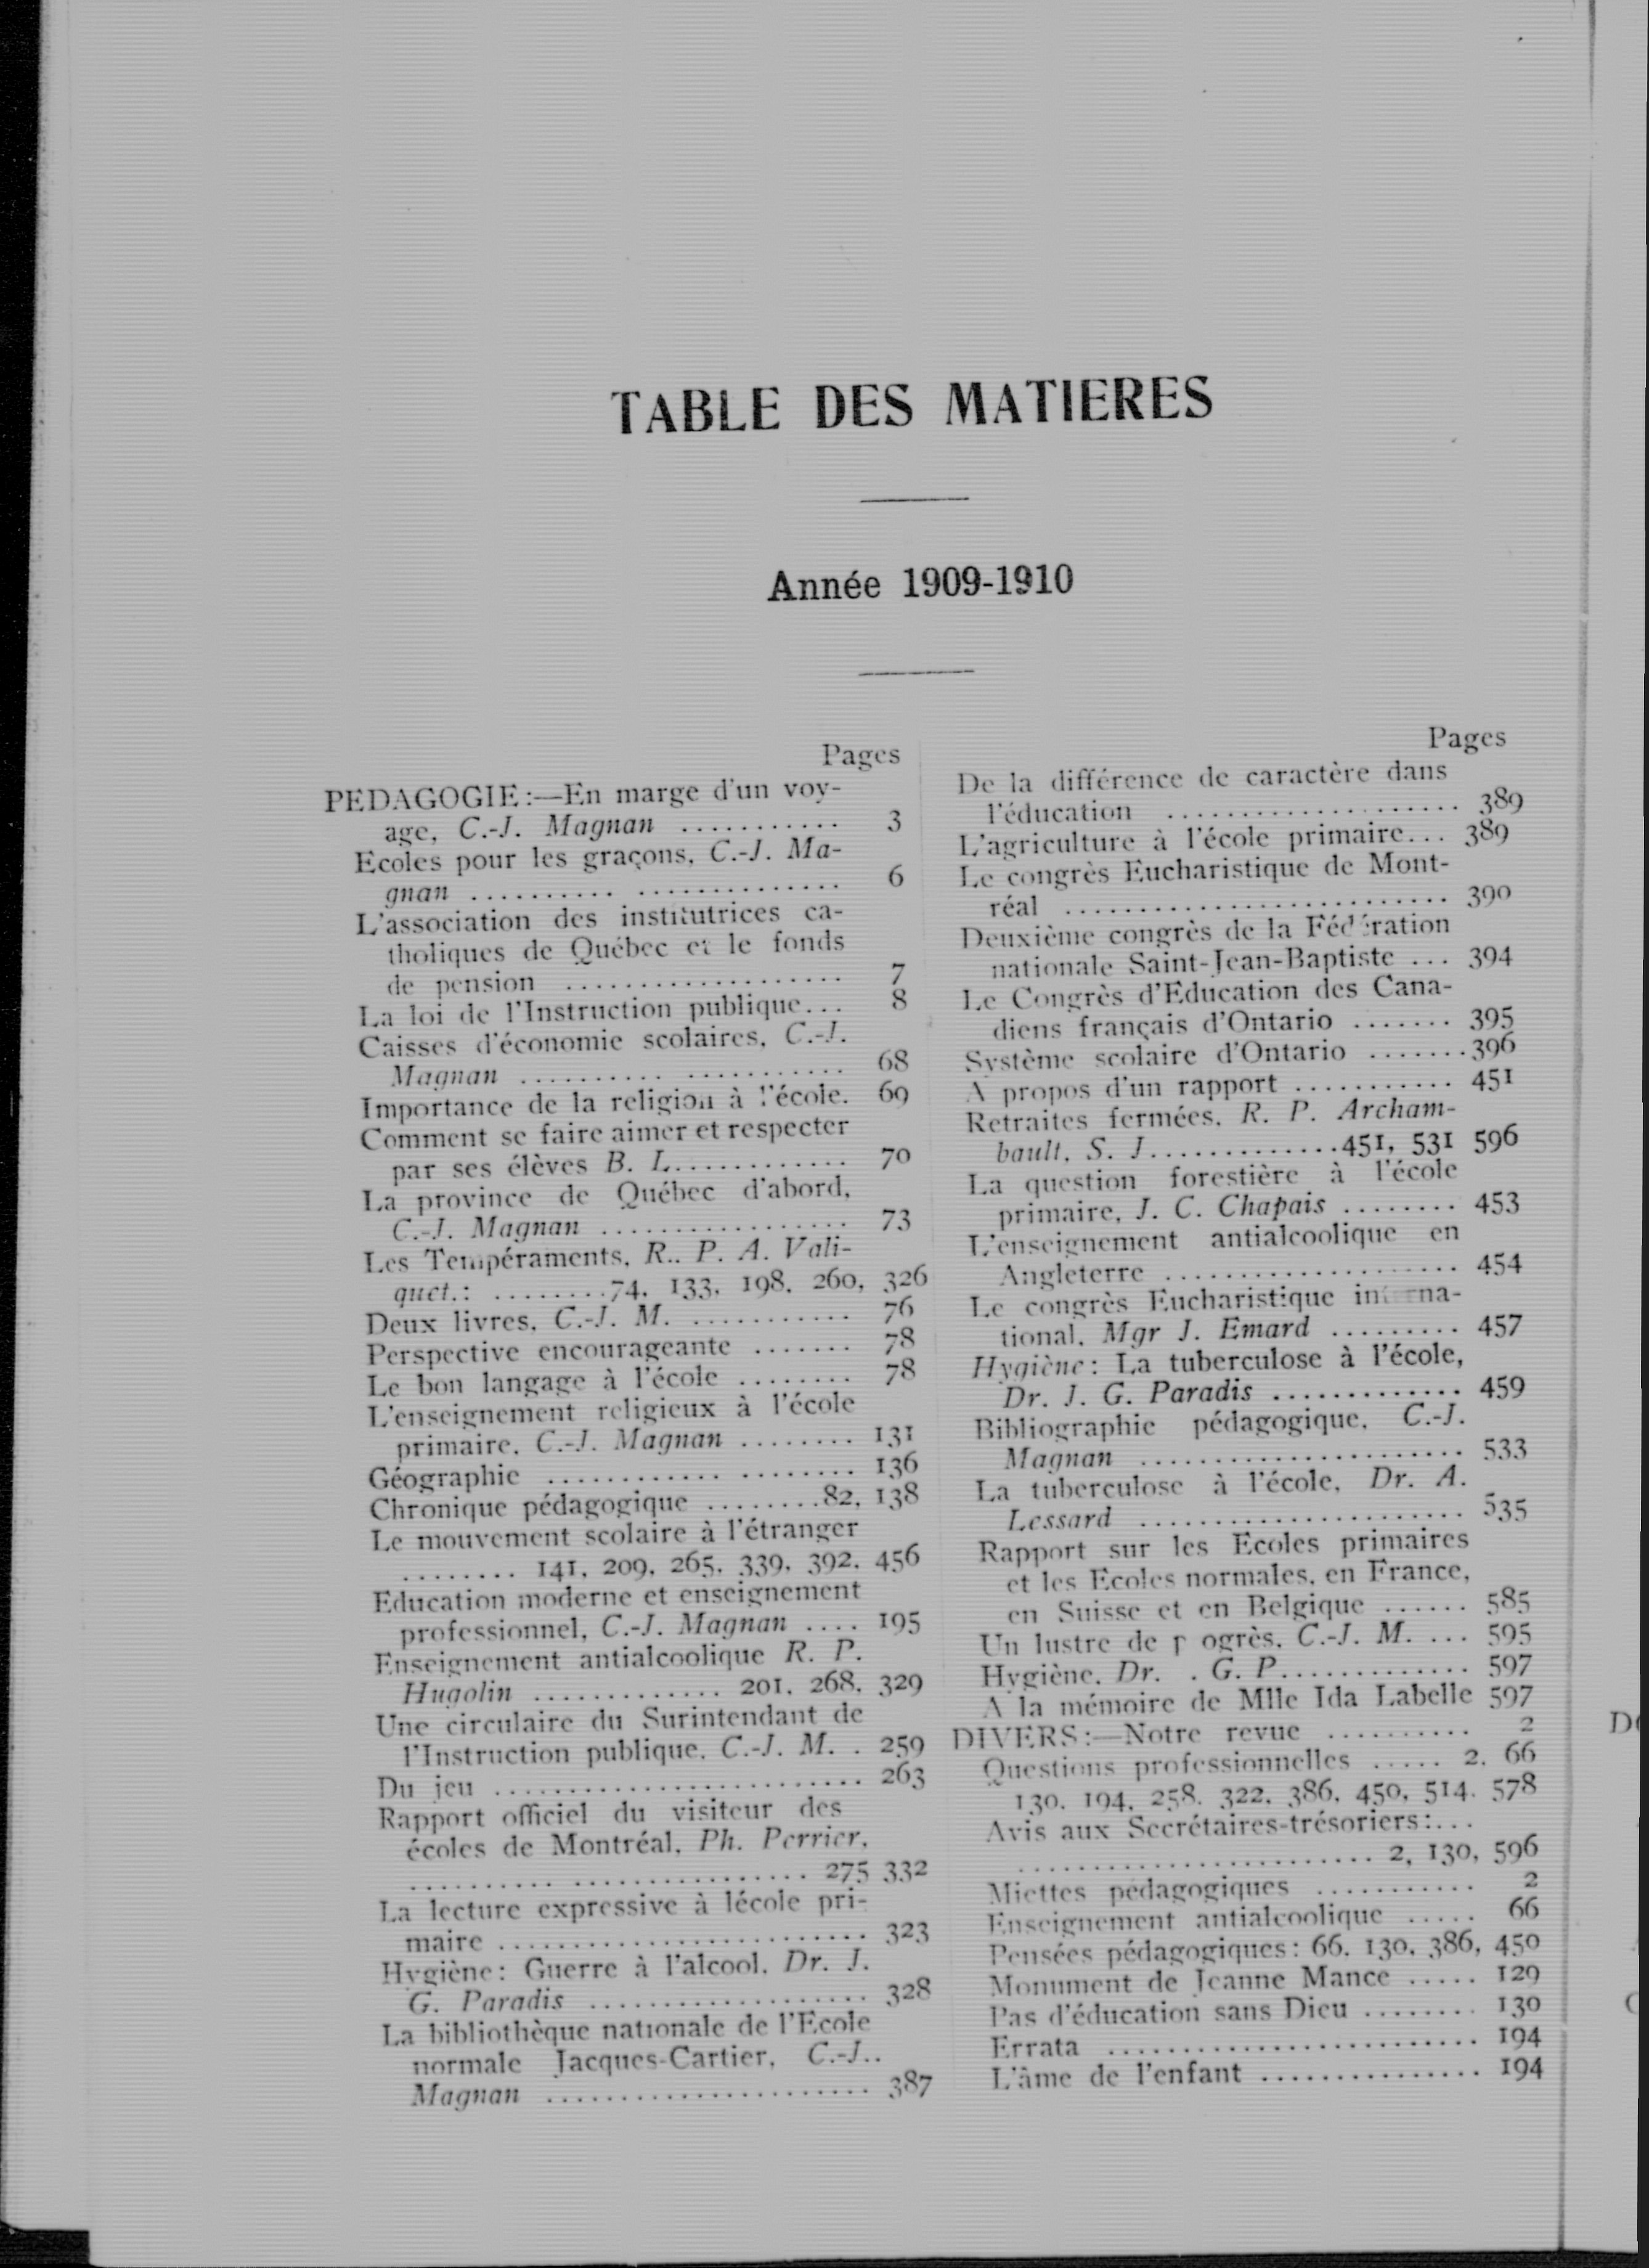 TABLE DES MATIERES
Année 1909-1910
Pages
PEDAGOGIE:—En marge d'un voy-
age, C.-J. Magnan ........... 3
Ecoles pour les graçons, C.-J. Ma-
gnan .......... .............. 6
L'association des institutrices ca-
tholiques de Québec et le fonds
de pension ................... 7
La loi de l'Instruction publique... 8
Caisses d'économie scolaires, C.-J.
Magnan .......... ........... 68
Importance de la religion à l'école. 69
Comment se faire aimer et respecter
par ses élèves B. L............ 70
La province de Québec d'abord,
C.-J. Magnan ................. 73
Les Tempéraments, R.. P. A. Vali-
quet.: ........74, 133, 198, 260, 326
Deux livres, C.-J. M. ........... 76
Perspective encourageante ....... 78
Le bon langage à l'école ........ 78
L'enseignement religieux à l'école
primaire, C.-J. Magnan ........ 131
Géographie ............ ........ 136
Chronique pédagogique ........82, 138
Le mouvement scolaire à l'étranger
........ 141, 209, 265, 339, 392, 456
Education moderne et enseignement
professionnel, C.-J. Magnan .... 195
Enseignement antialcoolique R. P.
Hugolin ............. 201, 268, 329
Une circulaire du Surintendant de
l'Instruction publique. C.-J. M. . 259
Du jeu ......................... 263
Rapport officiel du visiteur des
écoles de Montréal, Ph. Perrier,
.......... ................ 275 332
La lecture expressive à lécole pri-
maire ......................... 323
Hygiène: Guerre à l'alcool. Dr. J.
G. Paradis ................... 328
La bibliothèque nationale de l'Ecole
normale Jacques-Cartier, C.-J..
Magnan ...................... 387
Pages
De la différence de caractère dans
l'éducation .................... 389
L'agriculture à l'école primaire... 389
Le congrès Eucharistique de Mont-
réal .......................... 390
Deuxième congrès de la Fédération
nationale Saint-Jean-Baptiste ... 394
Le Congrès d'Education des Cana-
diens français d'Ontario ....... 395
Système scolaire d'Ontario .......396
A propos d'un rapport ........... 451
Retraites fermées, R. P. Archam-
bault, S. J.............451, 531 596
La question forestière à l'école
primaire, J. C. Chapais ........ 453
L'enseignement antialcoolique en
Angleterre .................... 454
Le congrès Eucharistique interna-
tional, Mgr J. Emard ......... 457
Hygiène: La tuberculose à l'école,
Dr. J. G. Paradis ............. 459
Bibliographie pédagogique, C.-J.
Magnan ...................... 533
La tuberculose à l'école, Dr. A.
Lessard ...................... 535
Rapport sur les Ecoles primaires
et les Ecoles normales, en France,
en Suisse et en Belgique ...... 585
Un lustre de p ogrès. C.-J. M. ... 595
Hygiène. Dr. . G. P............. 597
A la mémoire de Mlle Ida Labelle 597
DIVERS:—Notre revue .......... 2
Questions professionnelles ..... 2, 66
130, 194, 258, 322, 386, 450, 514, 578
Avis aux Secrétaires-trésoriers:...
........................ 2, 130, 596
Miettes pédagogiques ........... 2
Enseignement antialcoolique ..... 66
Pensées pédagogiques: 66, 130, 386, 450
Monument de Jeanne Mance ..... 129
Pas d'éducation sans Dieu ........ 130
Errata ......................... 194
L'âme de l'enfant ............... 194